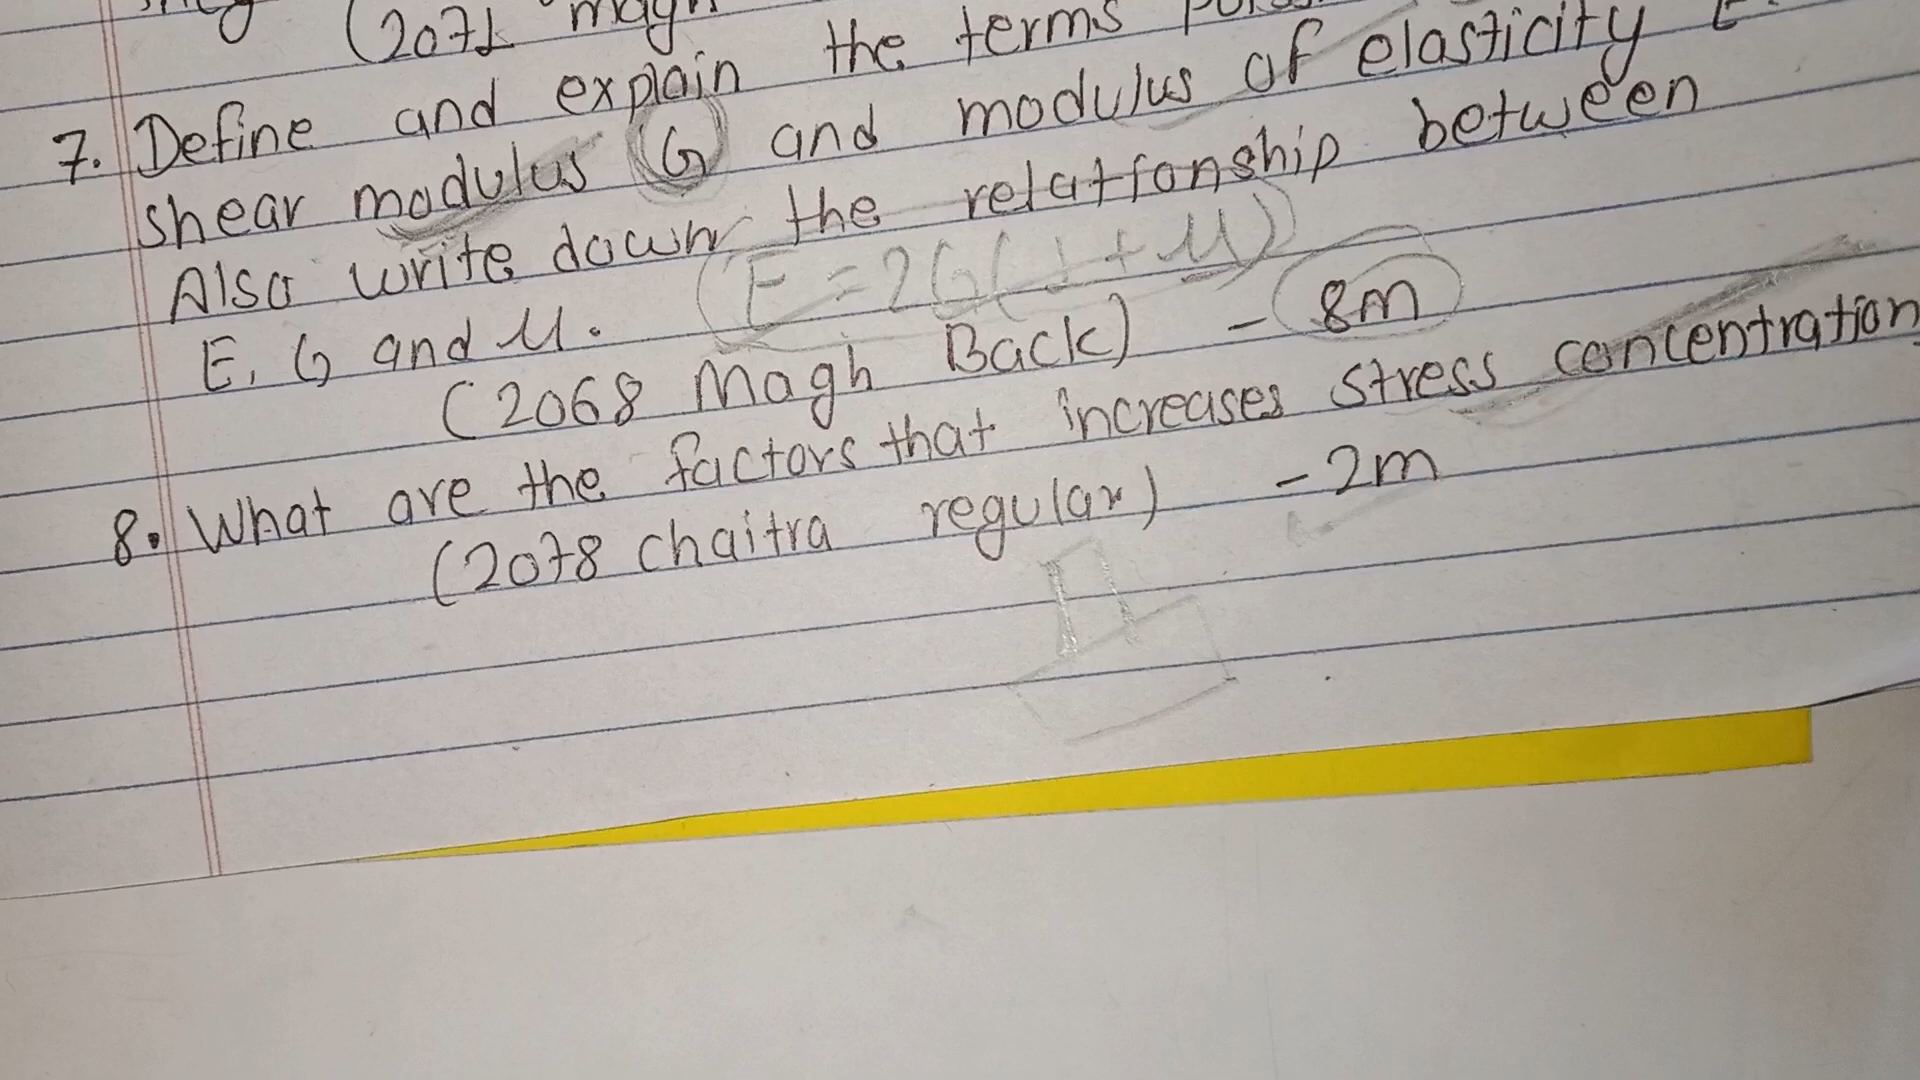 (2071 magh
7. Define and explain the terms
shear modulus G and modulus of elasticity E.
Also write down the relationship between
(E = 2G(1 + μ))
E, G and μ.
(2068 Magh Back) - 8m
8. What are the factors that increases stress concentration
(2078 chaitra regular) - 2m